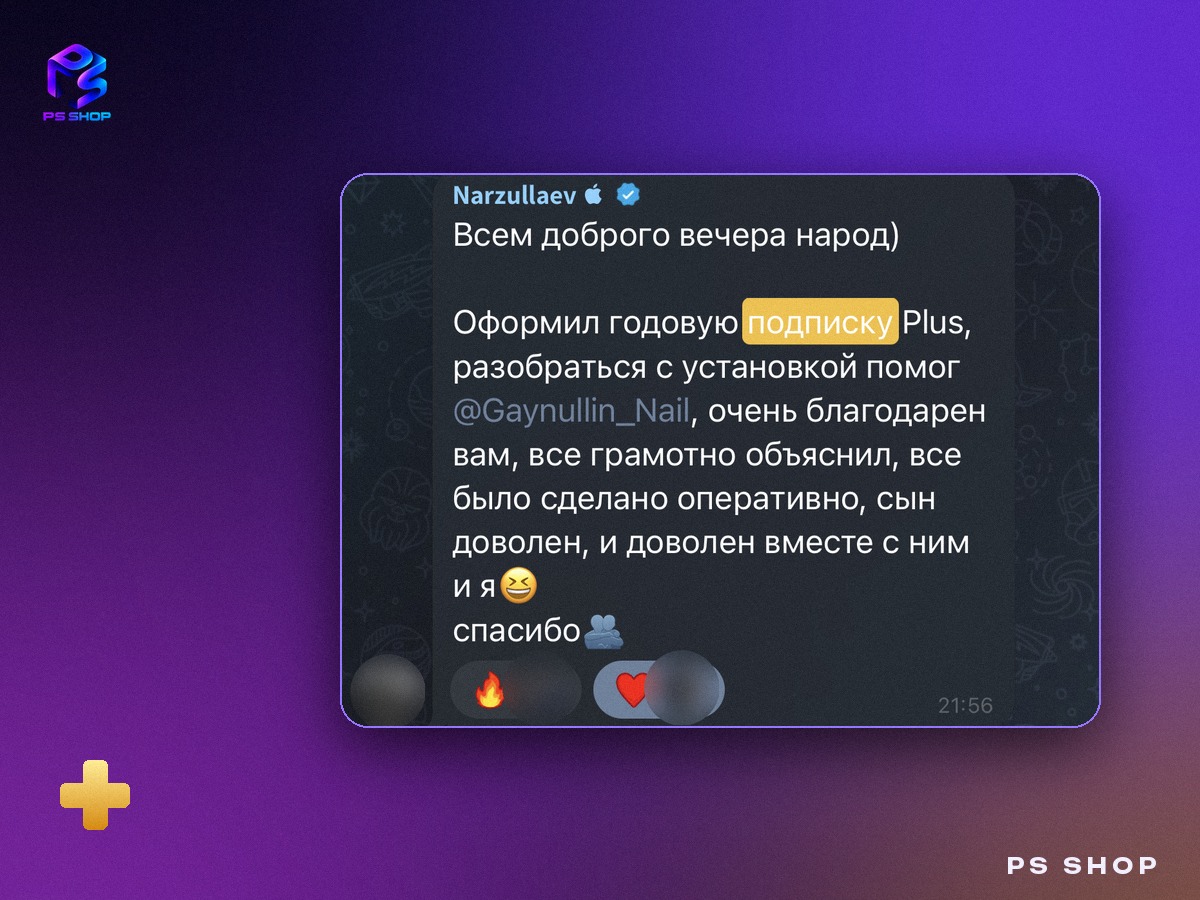 PS SHOP
Narzullaev
Всем доброго вечера народ)
Оформил годовую подписку Plus,
разобраться с установкой помог
@Gaynullin_Nail, очень благодарен
вам, все грамотно объяснил, все
было сделано оперативно, сын
доволен, и доволен вместе с ним
и я😆
спасибо🫂
21:56
PS SHOP